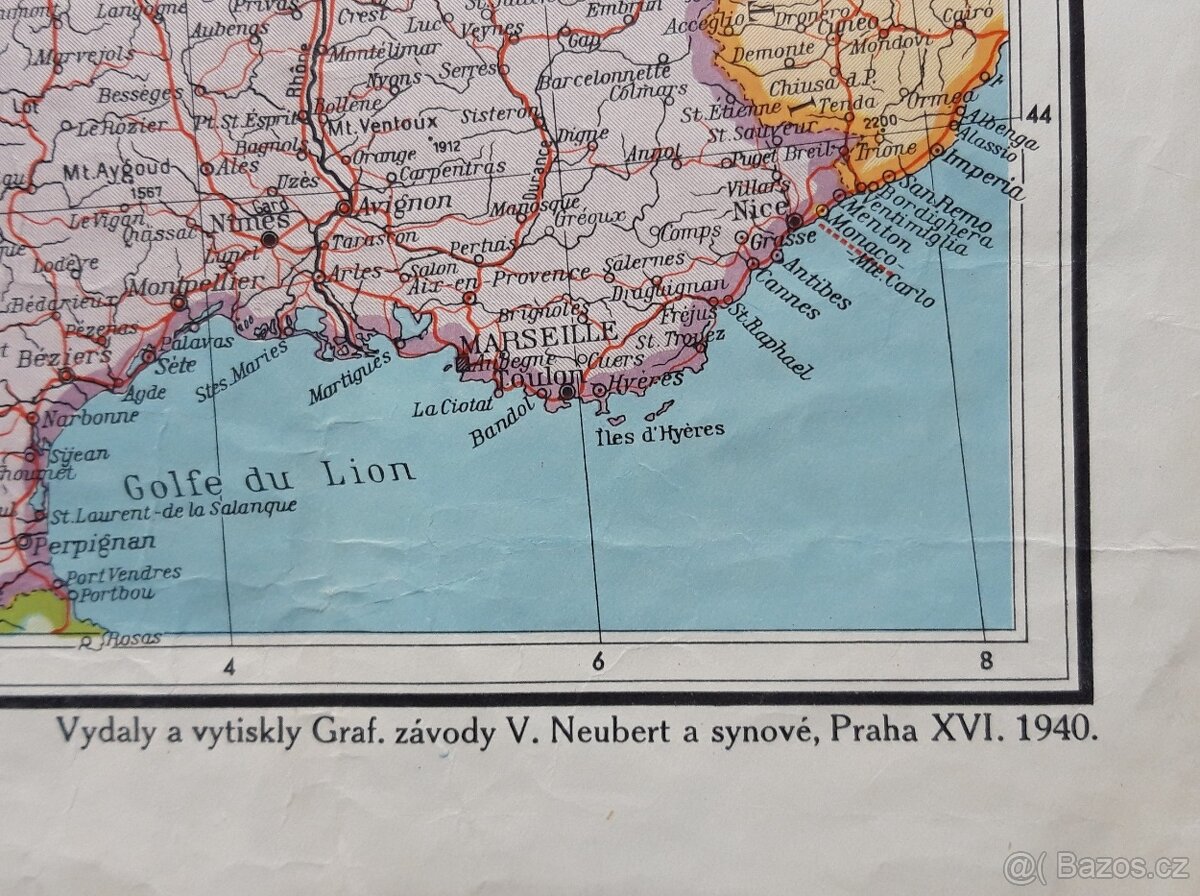 Langogne
(Privas
Crest
Luc
Veynes
Embrun
Gap
Acceglio
Dronero
Cuneo
Cairo
Aubenas
Montélimar
Demonte
Mondovi
Marvejols
Rhône
Nyons
Serres
Barcelonnette
Chiusa d.P.
Bessèges
Bollène
Colmars
Ormea
Lot
Pt. St. Esprit
Mt. Ventoux
Sisteron
St. Étienne
Tenda
44
Le Rozier
Bagnols
1912
Digne
St. Sauveur
2200
Albenga
Alassio
Mt. Aygoud
Alès
Orange
Carpentras
Annot
Puget
Breil
Trione
Imperia
1567
Uzès
Durance
Villars
San Remo
Le Vigan
Gard
Avignon
Manosque
Gréoux
Nice
Bordighera
Quissac
Nîmes
Comps
Grasse
Ventimiglia
Menton
Lodève
Lunel
Tarascon
Pertuis
Monaco-
-Mte. Carlo
Montpellier
Arles
Salon
Aix-en-Provence
Salernes
Antibes
Bédarieux
Draguignan
Cannes
Pézenas
Brignoles
Fréjus
Palavas
MARSEILLE
St. Tropez
St. Raphael
Béziers
Sète
Stes. Maries
Martigues
Aubagne
Cuers
Agde
Toulon
Hyères
La Ciotat
Bandol
Narbonne
Îles d'Hyères
Sijean
Golfe du Lion
St. Laurent-de la Salanque
Perpignan
Port Vendres
Portbou
Rosas
4
6
8
Vydaly a vytiskly Graf. závody V. Neubert a synové, Praha XVI. 1940.
@( Bazos.cz